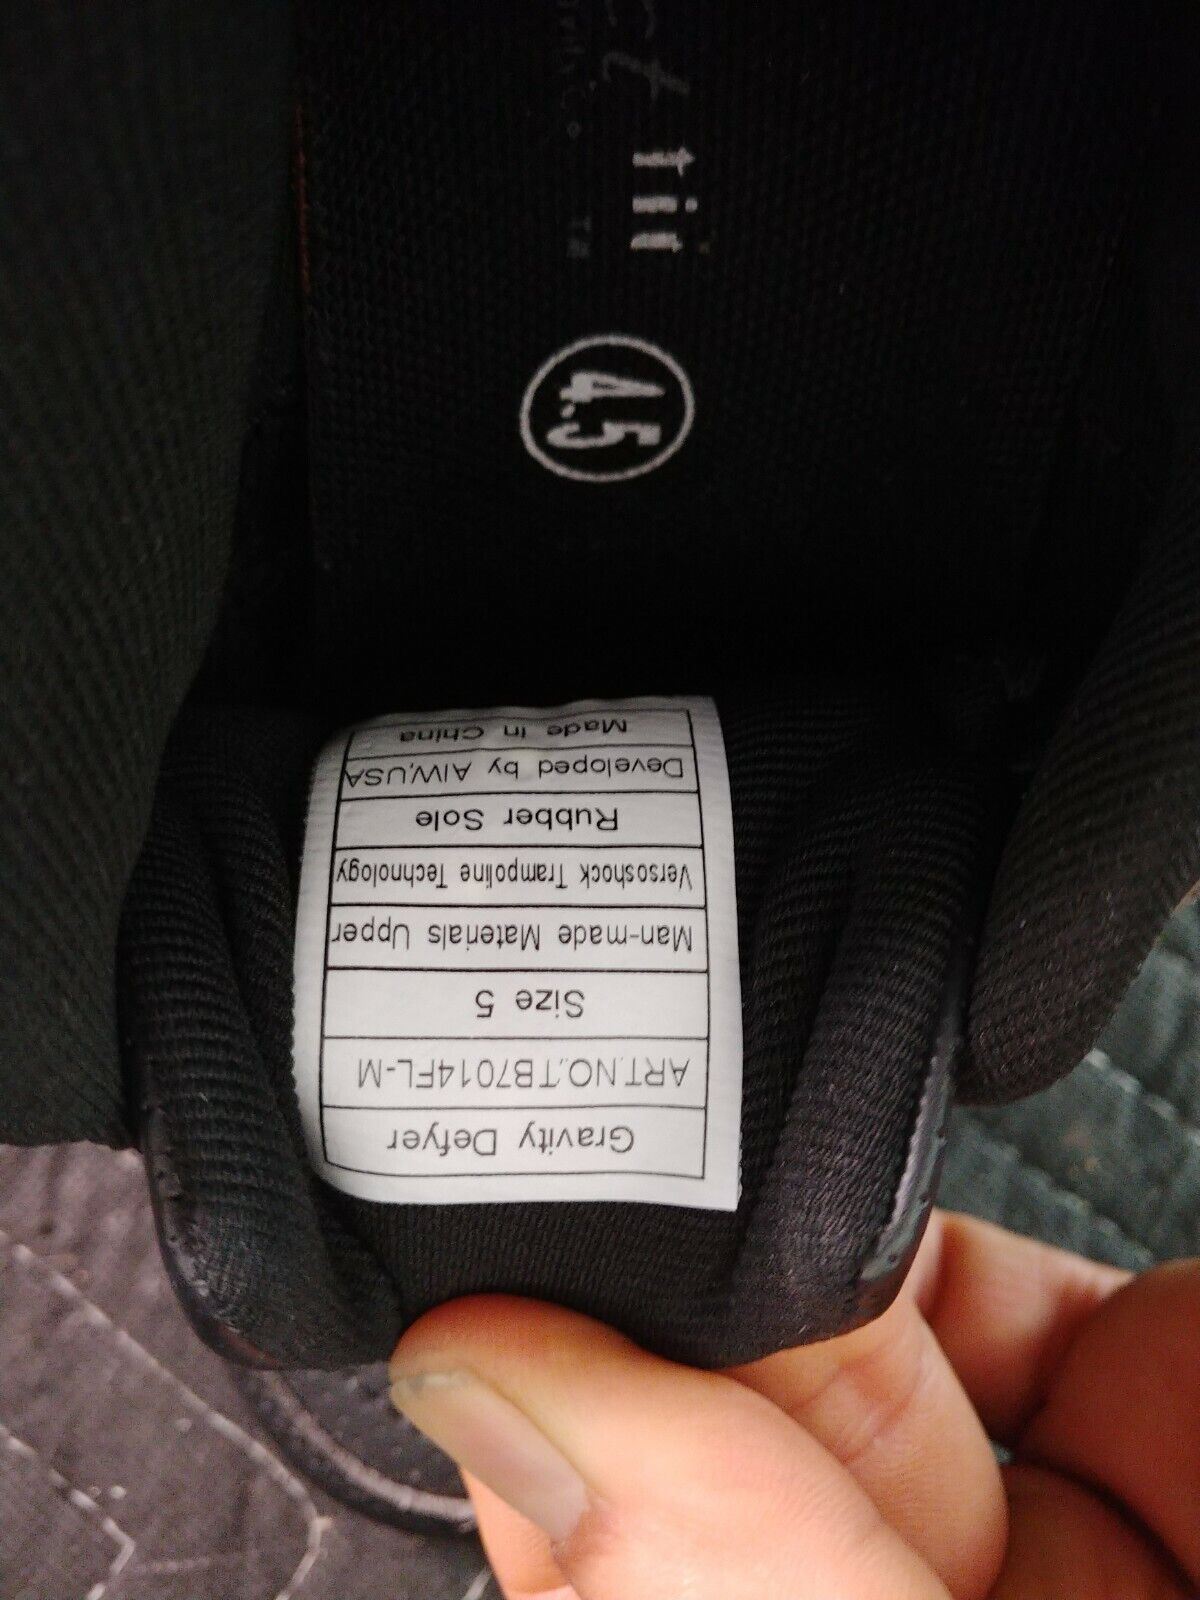 Gravity Defyer
ART.NO.:TB7014FL-M
Size 5
Man-made Materials Upper
Versoshock Trampoline Technology
Rubber Sole
Developed by AIW,USA
Made in China
4.5